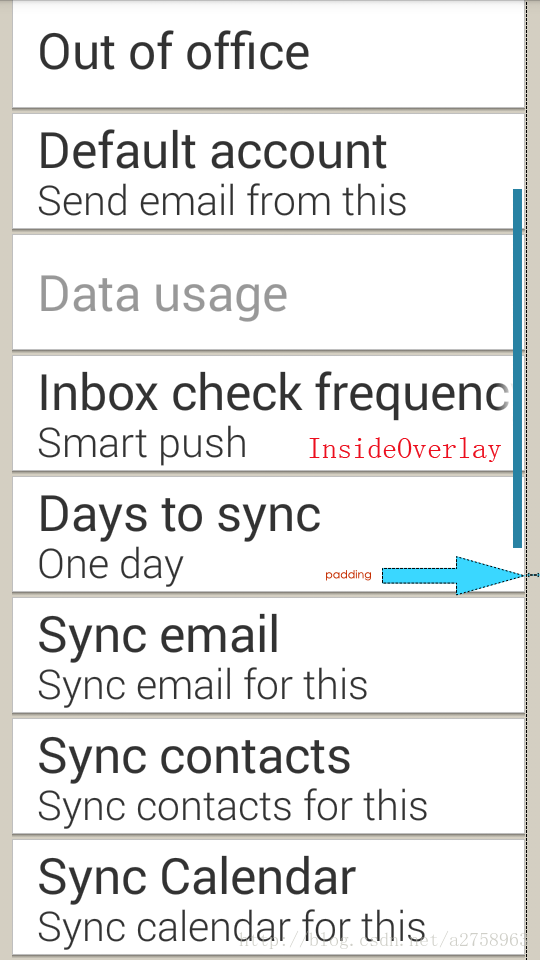 Out of office
Default account
Send email from this
Data usage
Inbox check frequenc
Smart push
InsideOverlay
Days to sync
One day
padding
Sync email
Sync email for this
Sync contacts
Sync contacts for this
Sync Calendar
Sync calendar for this
http://blog.csdn.net/a2758963